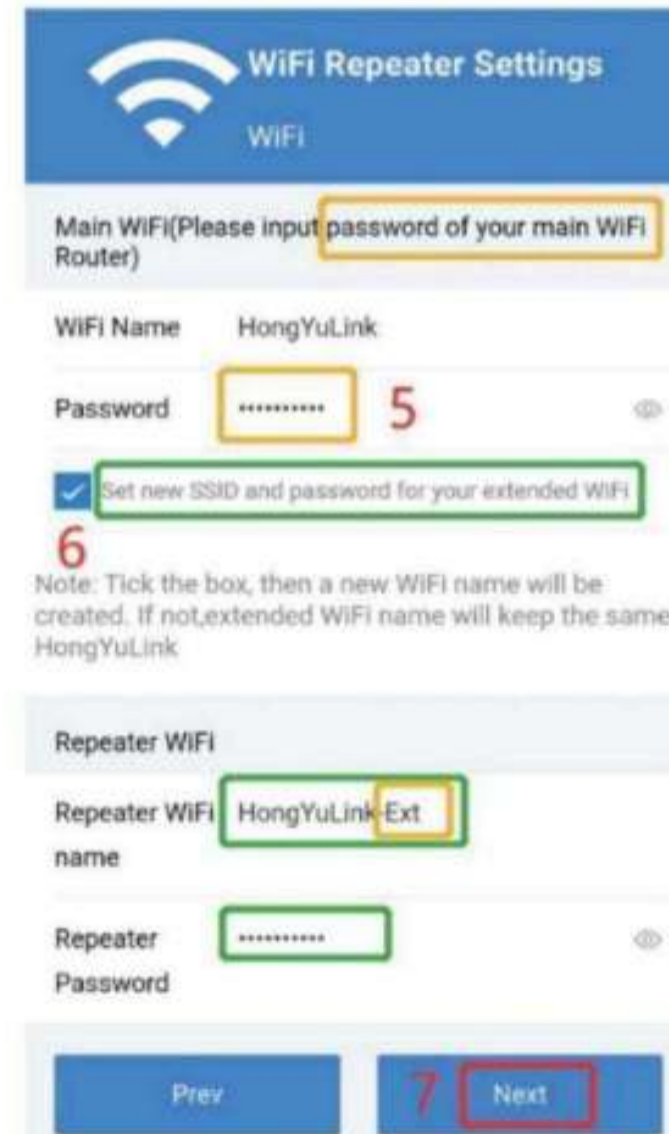 WiFi Repeater Settings
WiFi
Main WiFi(Please input password of your main WiFi
Router)
WiFi Name HongYuLink
Password •••••••••• 5
Set new SSID and password for your extended WiFi
6
Note: Tick the box, then a new WiFi name will be
created. If not,extended WiFi name will keep the same
HongYuLink
Repeater WiFi
Repeater WiFi HongYuLink-Ext
name
Repeater ••••••••••
Password
Prev 7 Next